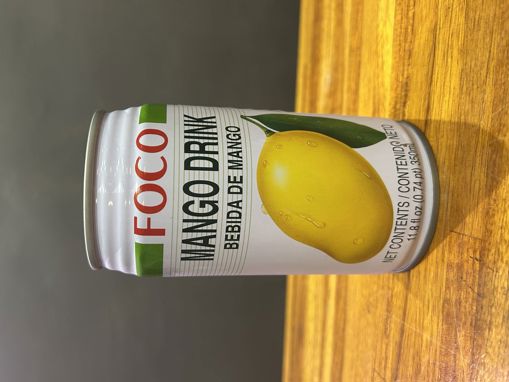 FOCO
MANGO DRINK
BEBIDA DE MANGO
NET CONTENTS / CONTENIDO NETO
11.8 fl oz (0.74 pt) 350ml